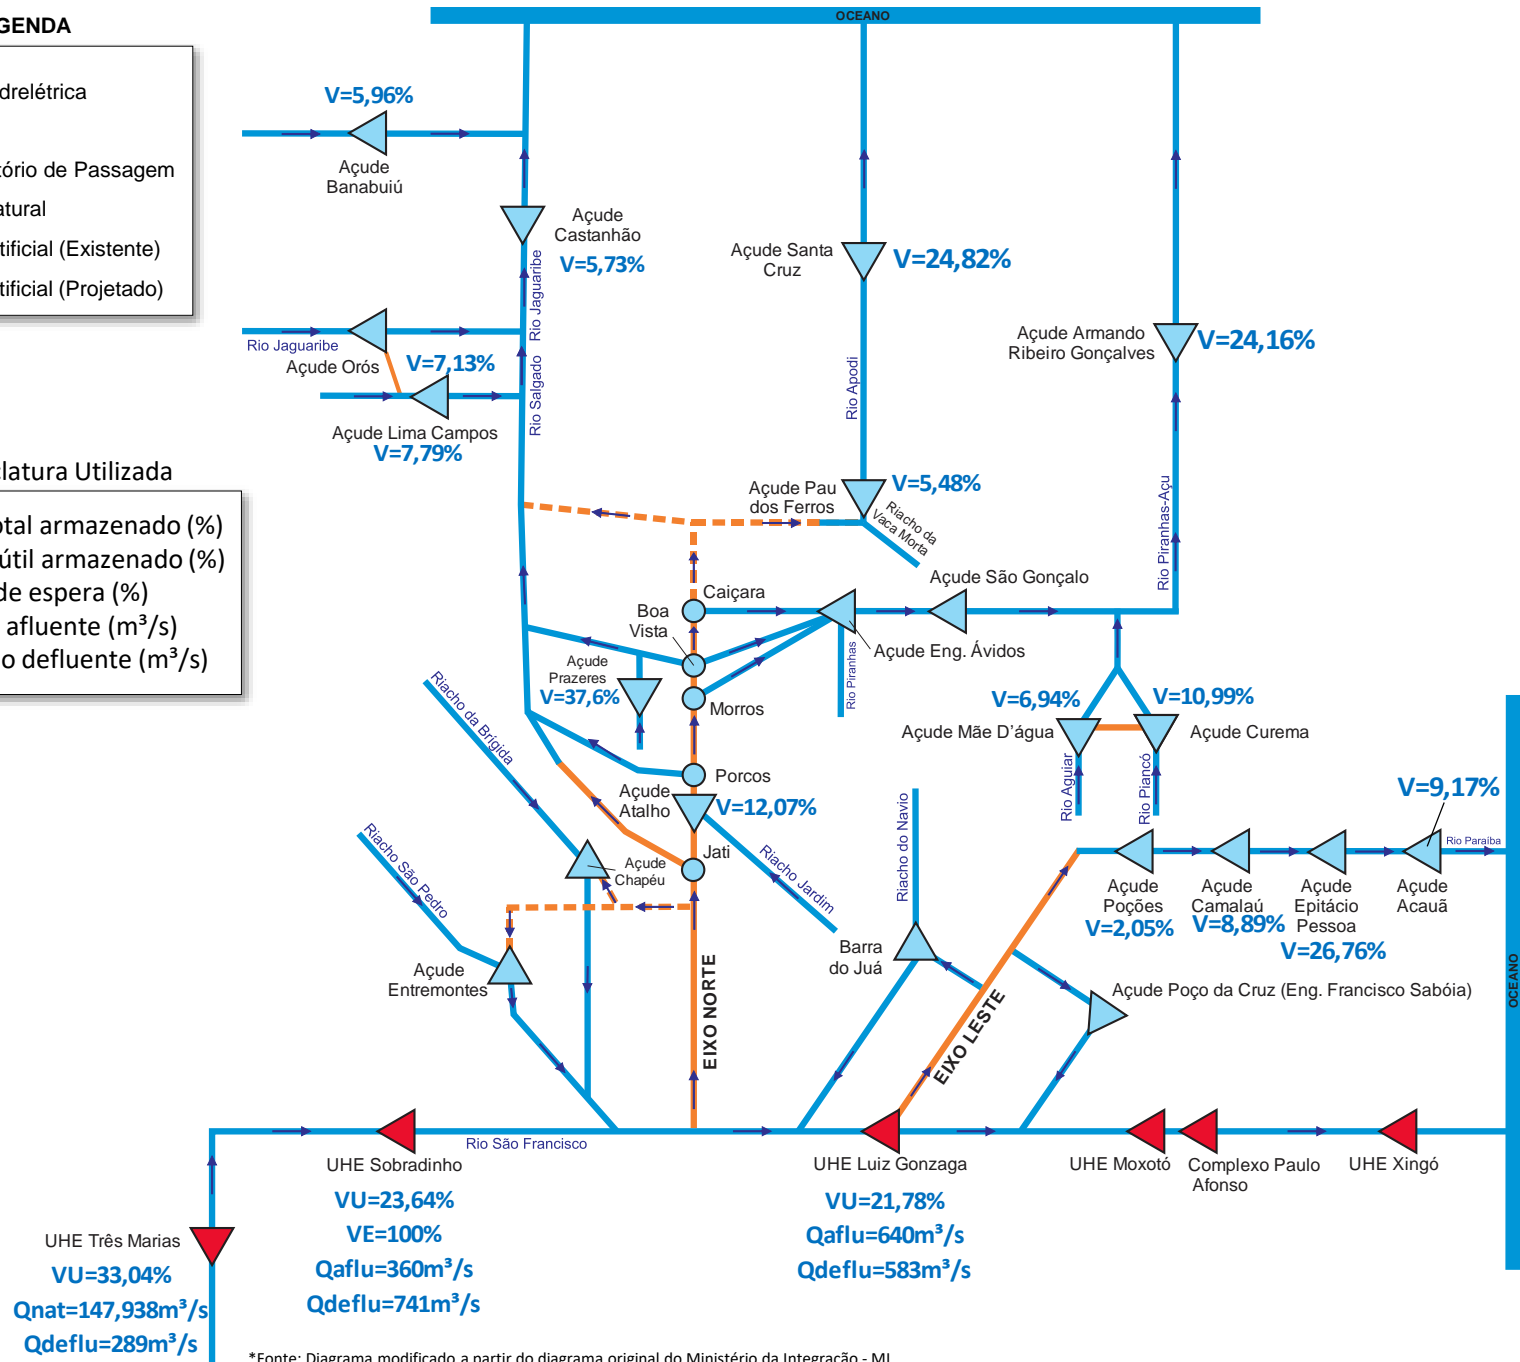 OCEANO
GENDA
drelétrica
tório de Passagem
atural
tificial (Existente)
tificial (Projetado)
V=5,96%
Açude
Banabuiú
Açude
Castanhão
V=5,73%
Rio Jaguaribe
Açude Santa
Cruz
V=24,82%
Açude Armando
Ribeiro Gonçalves
V=24,16%
Rio Jaguaribe
Açude Orós
V=7,13%
Rio Salgado
Rio Apodi
Açude Lima Campos
V=7,79%
clatura Utilizada
otal armazenado (%)
útil armazenado (%)
de espera (%)
afluente (m³/s)
o defluente (m³/s)
Açude Pau
dos Ferros
V=5,48%
Riacho da
Vaca Morta
Rio Piranhas-Açu
Açude São Gonçalo
Caiçara
Boa
Vista
Açude Eng. Ávidos
Rio Piranhas
Açude
Prazeres
V=37,6%
Morros
Riacho da Brígida
V=6,94%
V=10,99%
Açude Mãe D'água
Açude Curema
Rio Aguiar
Rio Piancó
Porcos
Açude
Atalho
V=12,07%
Riacho do Navio
V=9,17%
Riacho São Pedro
Açude
Chapéu
Jati
Riacho Jardim
Rio Paraiba
Açude
Poções
V=2,05%
Açude
Camalaú
V=8,89%
Açude
Epitácio
Pessoa
V=26,76%
Açude
Acauã
Barra
do Juá
Açude
Entremontes
EIXO NORTE
EIXO LESTE
Açude Poço da Cruz (Eng. Francisco Sabóia)
OCEANO
Rio São Francisco
UHE Sobradinho
VU=23,64%
VE=100%
Qaflu=360m³/s
Qdeflu=741m³/s
UHE Luiz Gonzaga
VU=21,78%
Qaflu=640m³/s
Qdeflu=583m³/s
UHE Moxotó
Complexo Paulo
Afonso
UHE Xingó
UHE Três Marias
VU=33,04%
Qnat=147,938m³/s
Qdeflu=289m³/s
*Fonte: Diagrama modificado a partir do diagrama original do Ministério da Integração - MI